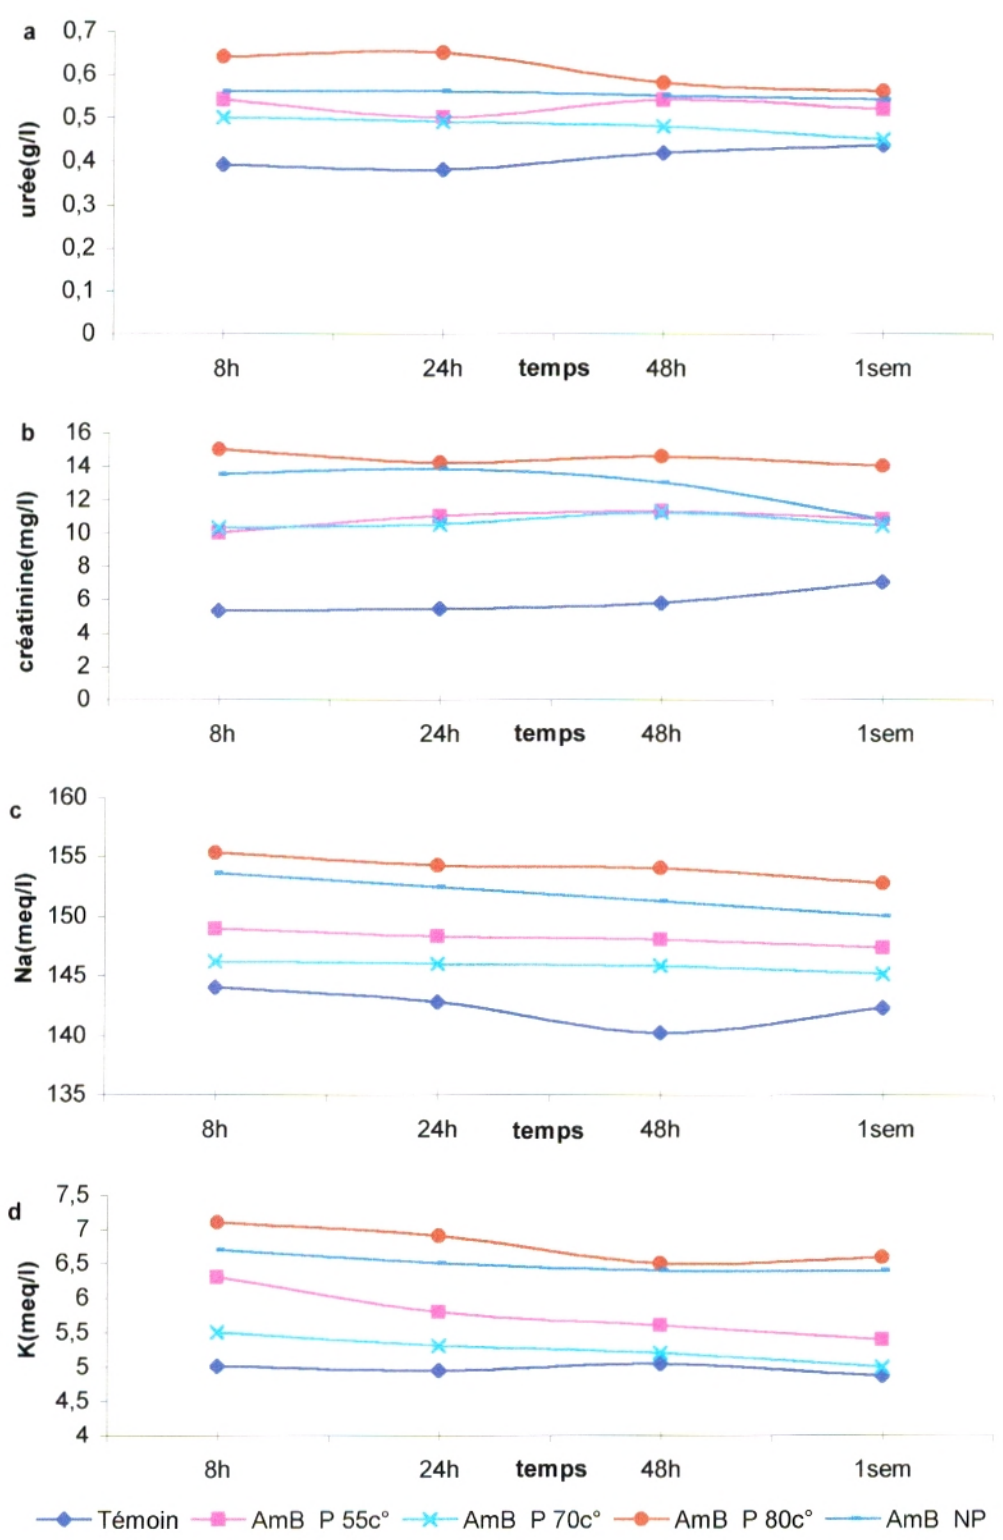 a
urée(g/l)
0,7
0,6
0,5
0,4
0,3
0,2
0,1
0
8h 24h temps 48h 1sem
b
créatinine(mg/l)
16
14
12
10
8
6
4
2
0
8h 24h temps 48h 1sem
c
Na(meq/l)
160
155
150
145
140
135
8h 24h temps 48h 1sem
d
K(meq/l)
7,5
7
6,5
6
5,5
5
4,5
4
8h 24h temps 48h 1sem
Témoin AmB P 55c° AmB P 70c° AmB P 80c° AmB NP